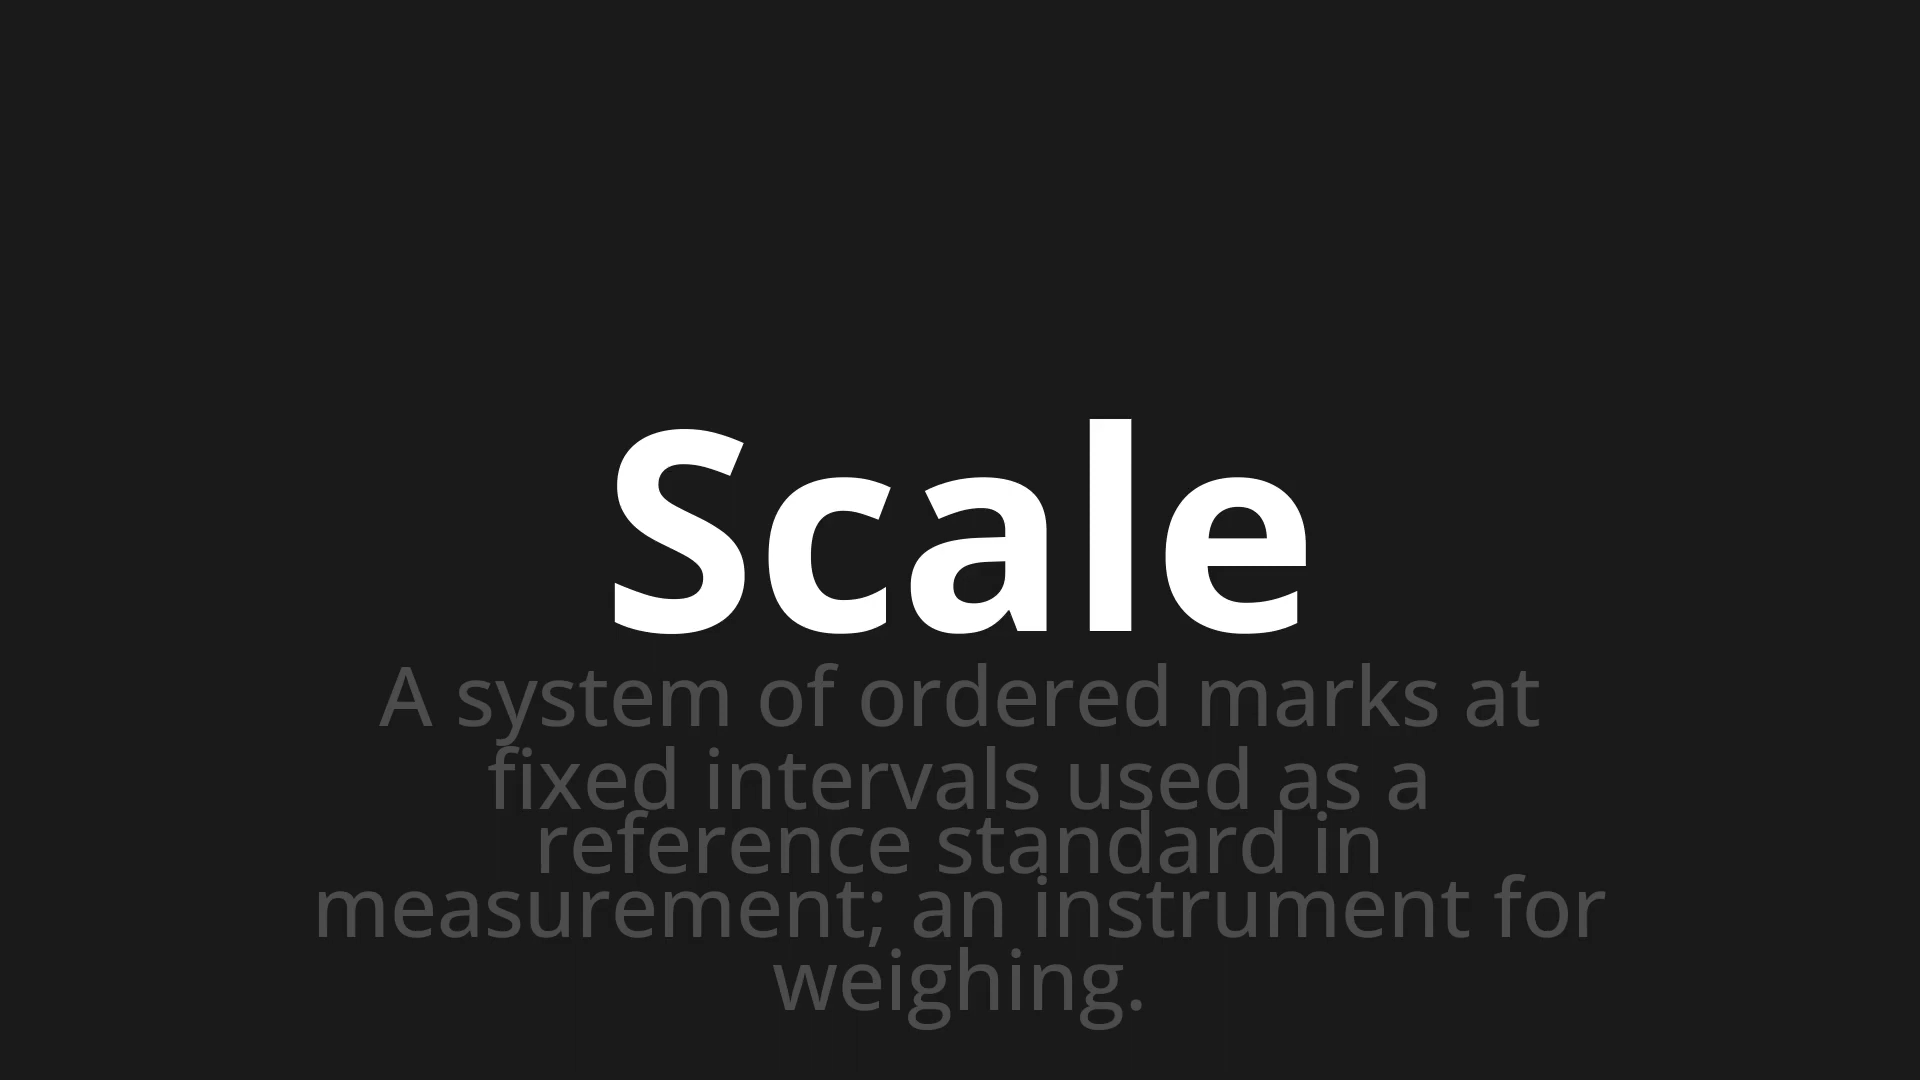 Scale
A system of ordered marks at
fixed intervals used as a
reference standard in
measurement; an instrument for
weighing.